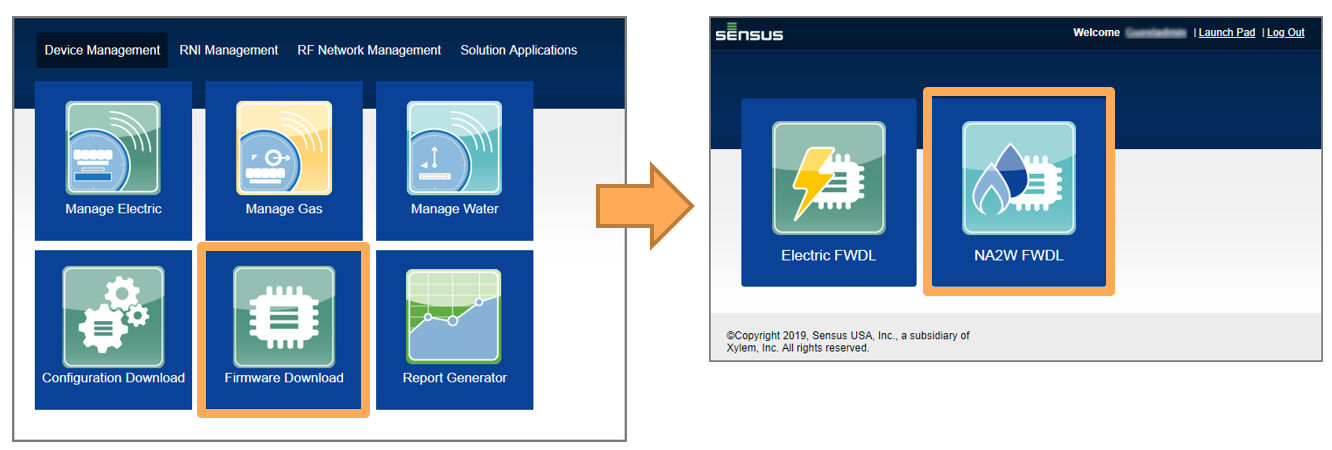 Device Management RNI Management RF Network Management Solution Applications
Manage Electric Manage Gas Manage Water
Configuration Download Firmware Download Report Generator
sensus
Welcome | Launch Pad | Log Out
Electric FWDL NA2W FWDL
©Copyright 2019, Sensus USA, Inc., a subsidiary of
Xylem, Inc. All rights reserved.